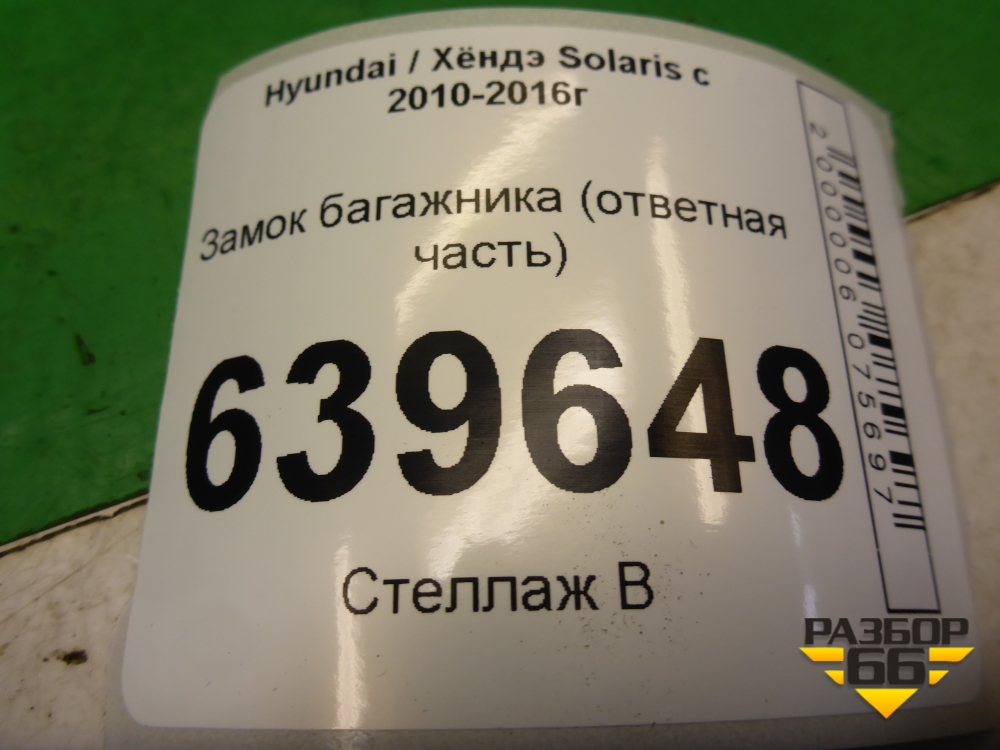 Hyundai / Хёндэ Solaris с
2010-2016г
Замок багажника (ответная
часть)
639648
Стеллаж В
2000006075697
РАЗБОР
66